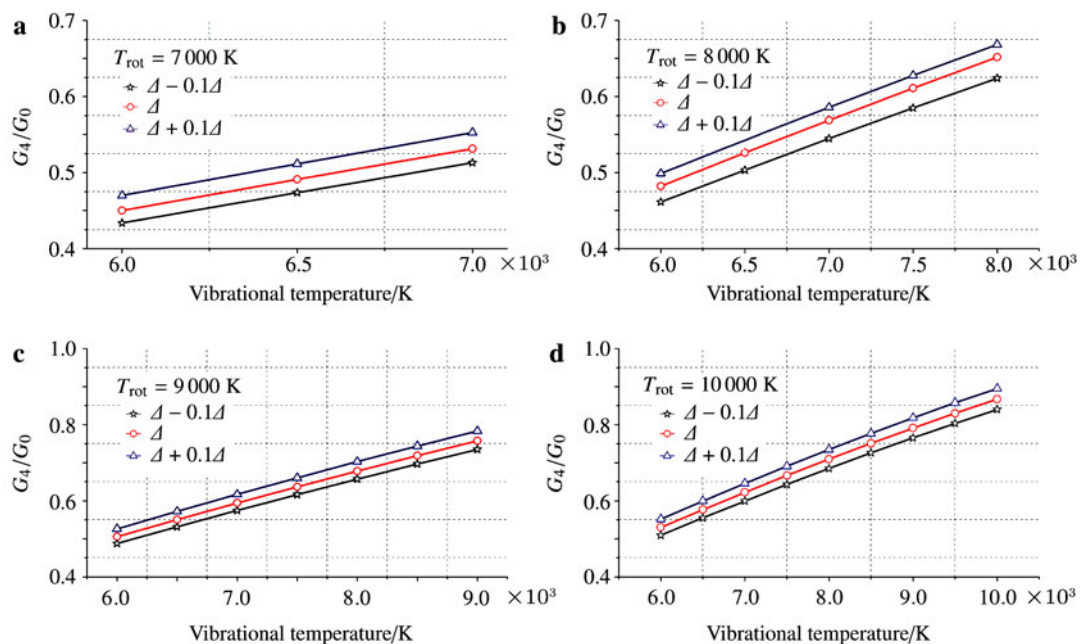 a
T_rot = 7 000 K
Δ − 0.1Δ
Δ
Δ + 0.1Δ
G4/G0
0.7
0.6
0.5
0.4
6.0 6.5 7.0 ×10³
Vibrational temperature/K
b
T_rot = 8 000 K
Δ − 0.1Δ
Δ
Δ + 0.1Δ
G4/G0
0.7
0.6
0.5
0.4
6.0 6.5 7.0 7.5 8.0 ×10³
Vibrational temperature/K
c
T_rot = 9 000 K
Δ − 0.1Δ
Δ
Δ + 0.1Δ
G4/G0
1.0
0.8
0.6
0.4
6.0 7.0 8.0 9.0 ×10³
Vibrational temperature/K
d
T_rot = 10 000 K
Δ − 0.1Δ
Δ
Δ + 0.1Δ
G4/G0
1.0
0.8
0.6
0.4
6.0 7.0 8.0 9.0 10.0 ×10³
Vibrational temperature/K